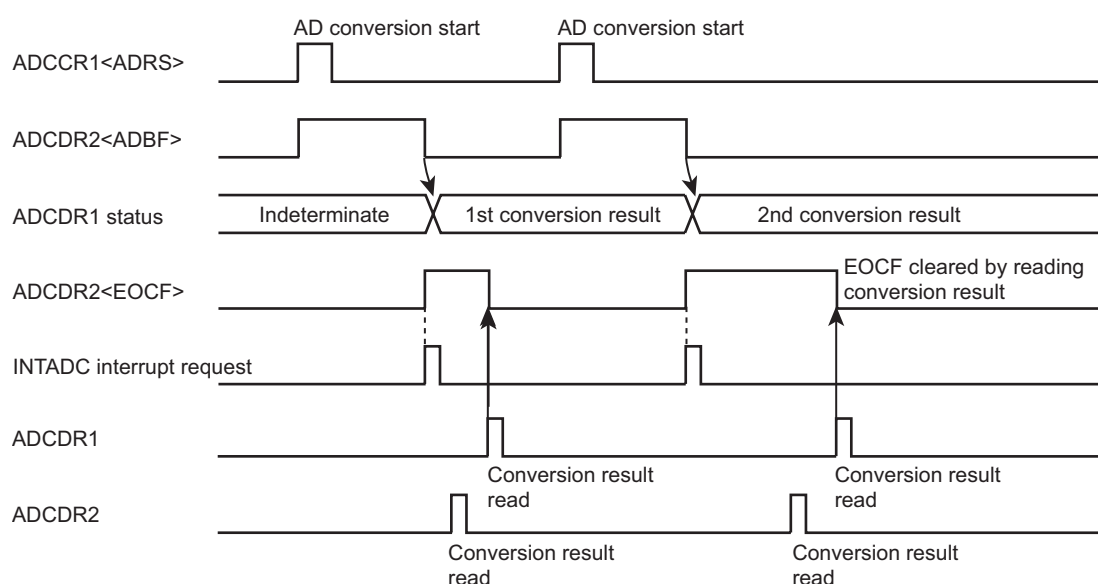 AD conversion start
AD conversion start
ADCCR1<ADRS>
ADCDR2<ADBF>
ADCDR1 status
Indeterminate
1st conversion result
2nd conversion result
ADCDR2<EOCF>
EOCF cleared by reading
conversion result
INTADC interrupt request
ADCDR1
Conversion result
read
Conversion result
read
ADCDR2
Conversion result
read
Conversion result
read